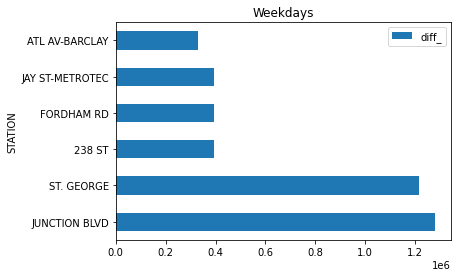 Weekdays
diff_
STATION
ATL AV-BARCLAY
JAY ST-METROTEC
FORDHAM RD
238 ST
ST. GEORGE
JUNCTION BLVD
0.0 0.2 0.4 0.6 0.8 1.0 1.2
1e6